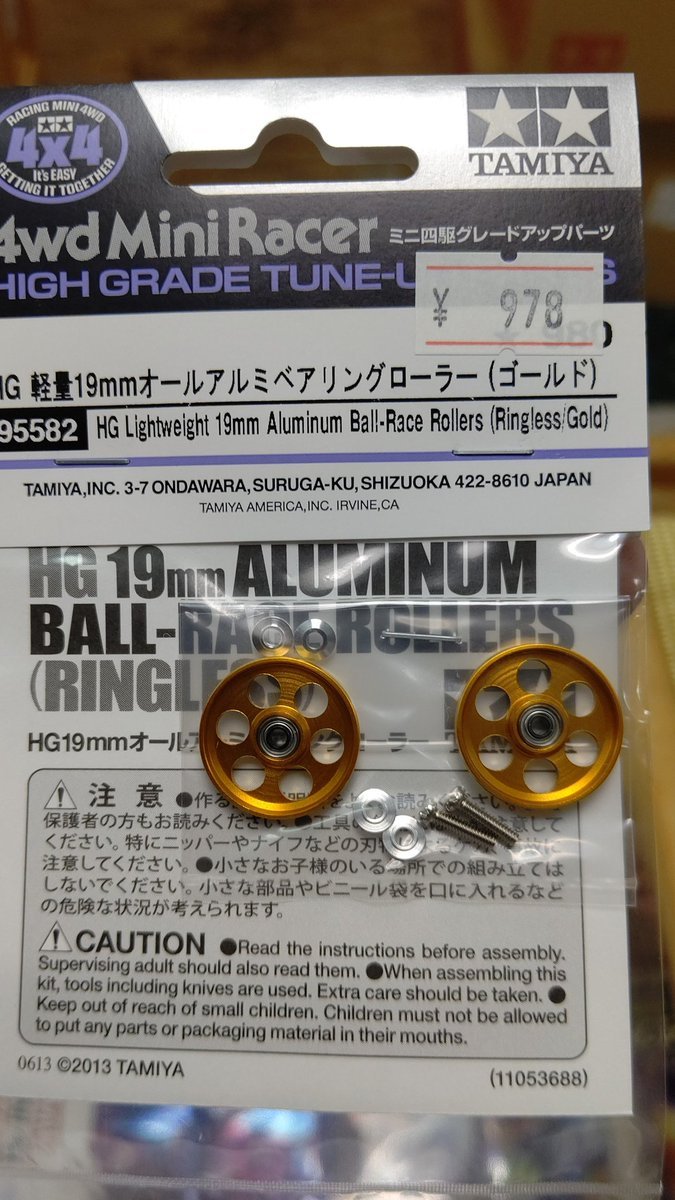 RACING MINI 4WD
4x4
It's EASY
GETTING IT TOGETHER
TAMIYA
4wd Mini Racer ミニ四駆グレードアップパーツ
HIGH GRADE TUNE-
¥ 978
HG 軽量19mmオールアルミベアリングローラー (ゴールド)
95582 HG Lightweight 19mm Aluminum Ball-Race Rollers (Ringless/Gold)
TAMIYA,INC. 3-7 ONDAWARA, SURUGA-KU, SHIZUOKA 422-8610 JAPAN
TAMIYA AMERICA,INC. IRVINE,CA
HG 19mm ALUMINUM
BALL-RACE ROLLERS
(RINGLESS)
HG19mmオール
注意 ●作る
保護者の方もお読みください。●工具
ください。特にニッパーやナイフなどの刃
注意してください。●小さなお子様のいる場所での組み立ては
しないでください。小さな部品やビニール袋を口に入れるなど
の危険な状況が考えられます。
CAUTION ●Read the instructions before assembly.
Supervising adult should also read them. ●When assembling this
kit, tools including knives are used. Extra care should be taken. ●
Keep out of reach of small children. Children must not be allowed
to put any parts or packaging material in their mouths.
0613 ©2013 TAMIYA
(11053688)